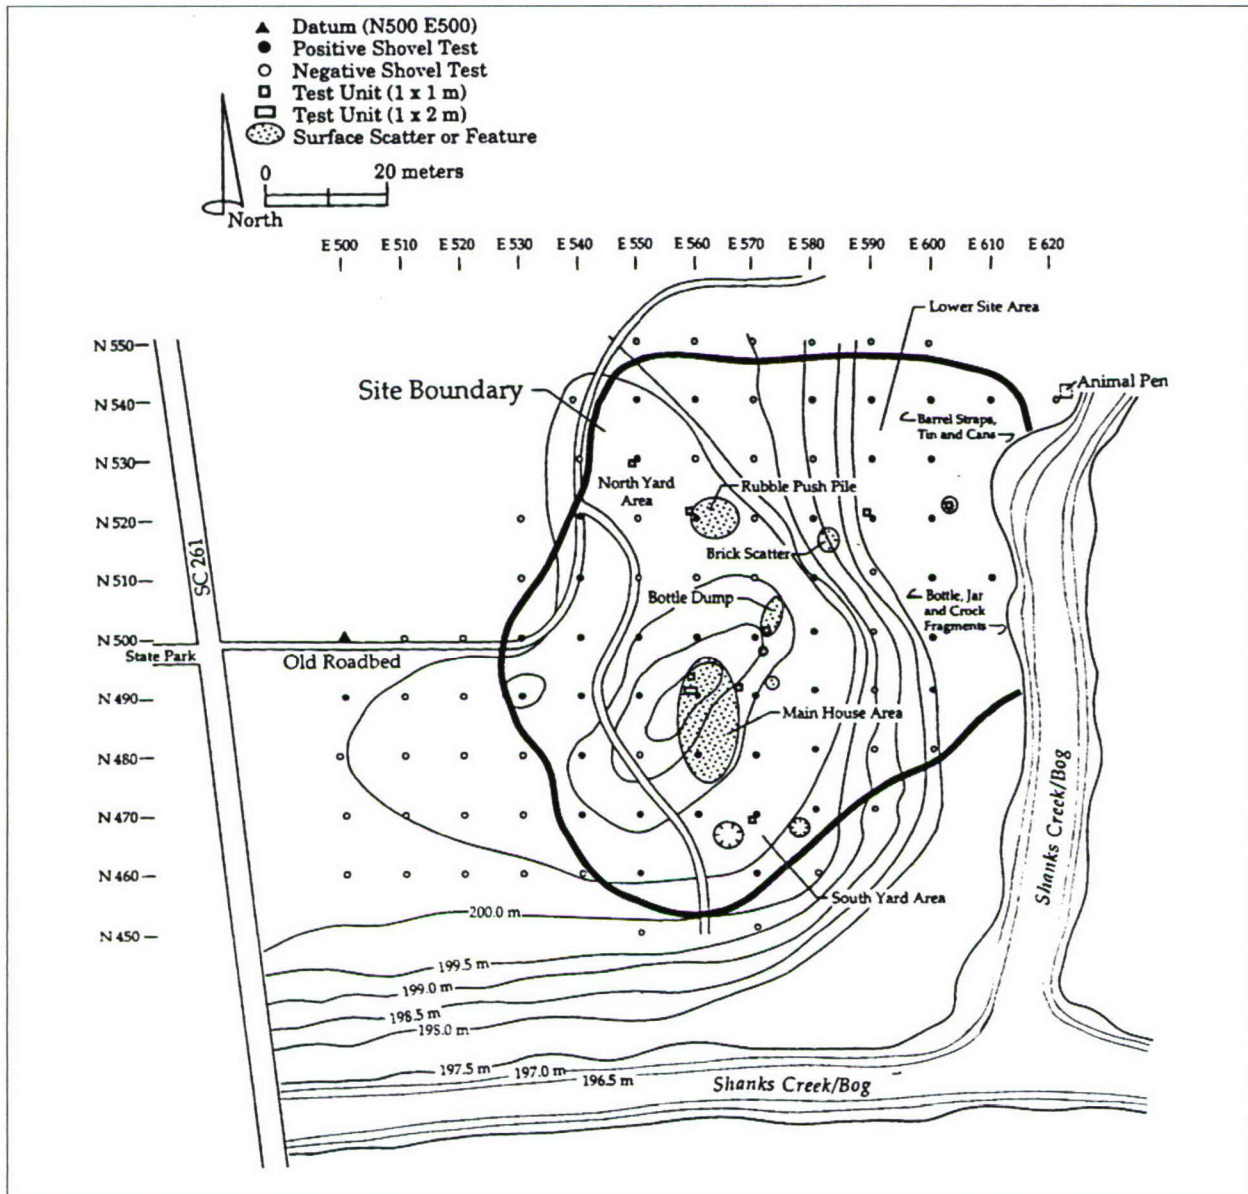 Datum (N500 E500)
Positive Shovel Test
Negative Shovel Test
Test Unit (1 x 1 m)
Test Unit (1 x 2 m)
Surface Scatter or Feature
0 20 meters
North
E 500 E 510 E 520 E 530 E 540 E 550 E 560 E 570 E 580 E 590 E 600 E 610 E 620
Lower Site Area
N 550
Site Boundary
Animal Pen
N 540
Barrel Straps,
Tin and Cans
N 530
North Yard
Area
Rubble Push Pile
N 520
Brick Scatter
SC 261
N 510
Bottle Dump
Bottle, Jar
and Crock
Fragments
N 500
State Park
Old Roadbed
N 490
Main House Area
N 480
Shanks Creek/Bog
N 470
N 460
South Yard Area
200.0 m
N 450
199.5 m
199.0 m
198.5 m
198.0 m
197.5 m
197.0 m
196.5 m
Shanks Creek/Bog